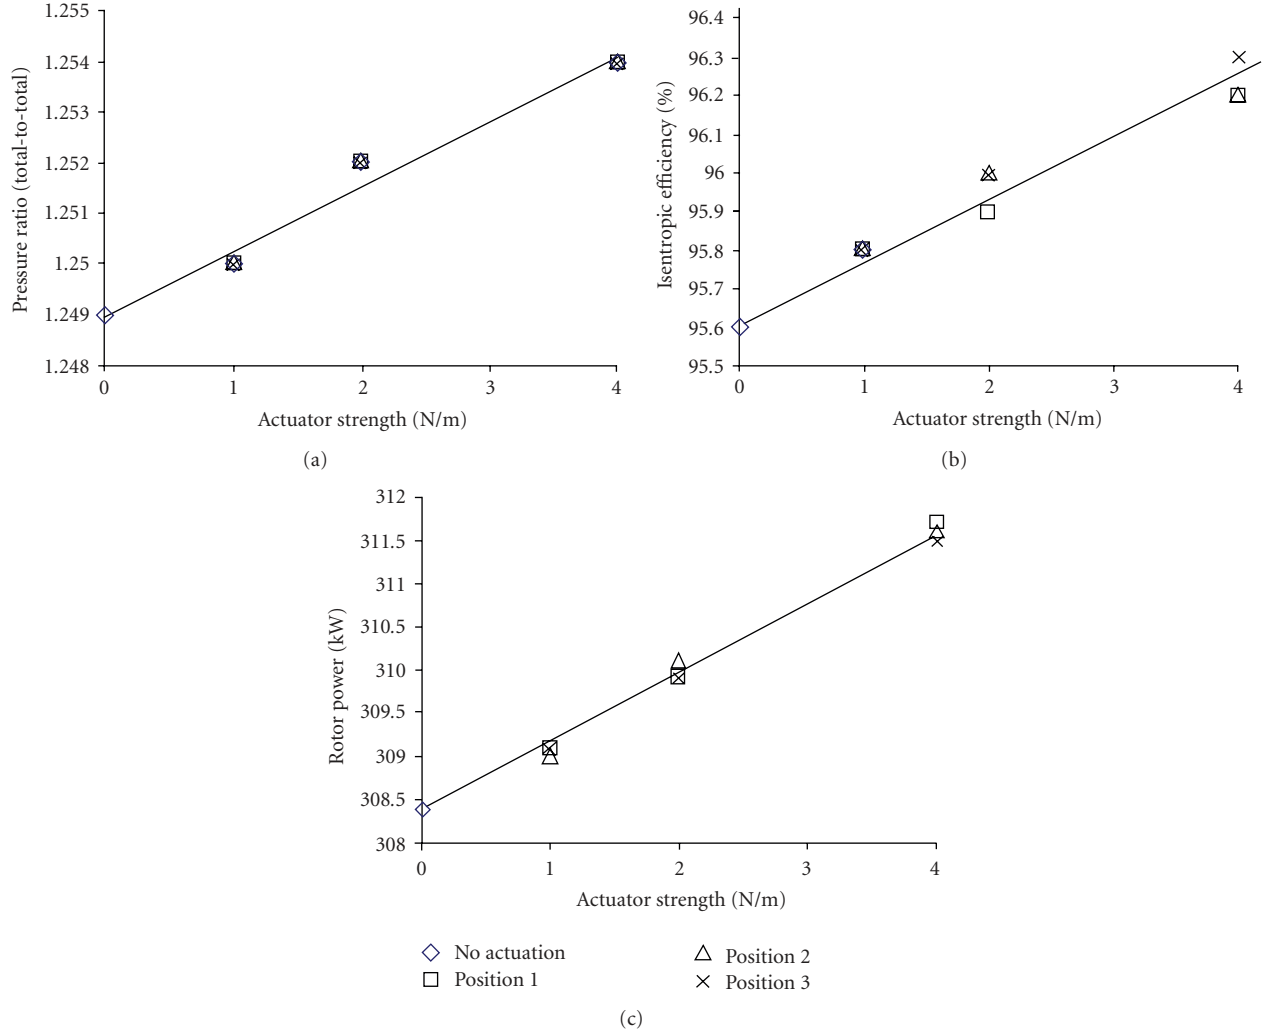 1.255
1.254
1.253
1.252
1.251
1.25
1.249
1.248
Pressure ratio (total-to-total)
0 1 2 3 4
Actuator strength (N/m)
(a)
96.4
96.3
96.2
96.1
96
95.9
95.8
95.7
95.6
95.5
Isentropic efficiency (%)
0 1 2 3 4
Actuator strength (N/m)
(b)
312
311.5
311
310.5
310
309.5
309
308.5
308
Rotor power (kW)
0 1 2 3 4
Actuator strength (N/m)
No actuation
Position 1
Position 2
Position 3
(c)